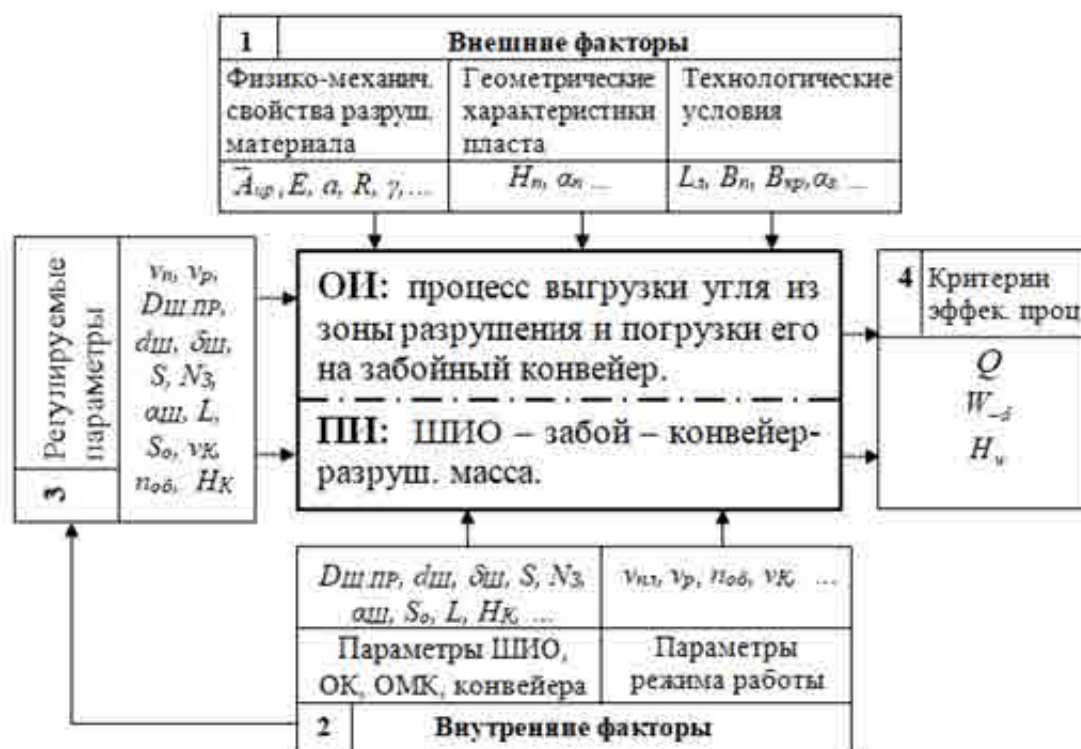 1 Внешние факторы
Физико-механич.
свойства разруш.
материала
Геометрические
характеристики
пласта
Технологические
условия
E, a, R, γ, ...
Hп, αп ...
Lз, Bп, Bкр, αз ...
3 Регулируемые
параметры
vп, vр,
DШ.ПР,
dШ, δШ,
S, NЗ,
αШ, L,
Sо, vК,
nоб, HК
ОИ: процесс выгрузки угля из
зоны разрушения и погрузки его
на забойный конвейер.
ПИ: ШИО – забой – конвейер-
разруш. масса.
4 Критерии
эффек. проц
Q
W
H
DШ.ПР, dШ, δШ, S, NЗ,
αШ, Sо, L, HК, ...
Параметры ШИО,
ОК, ОМК, конвейера
vр, nоб, vК, ...
Параметры
режима работы
2 Внутренние факторы